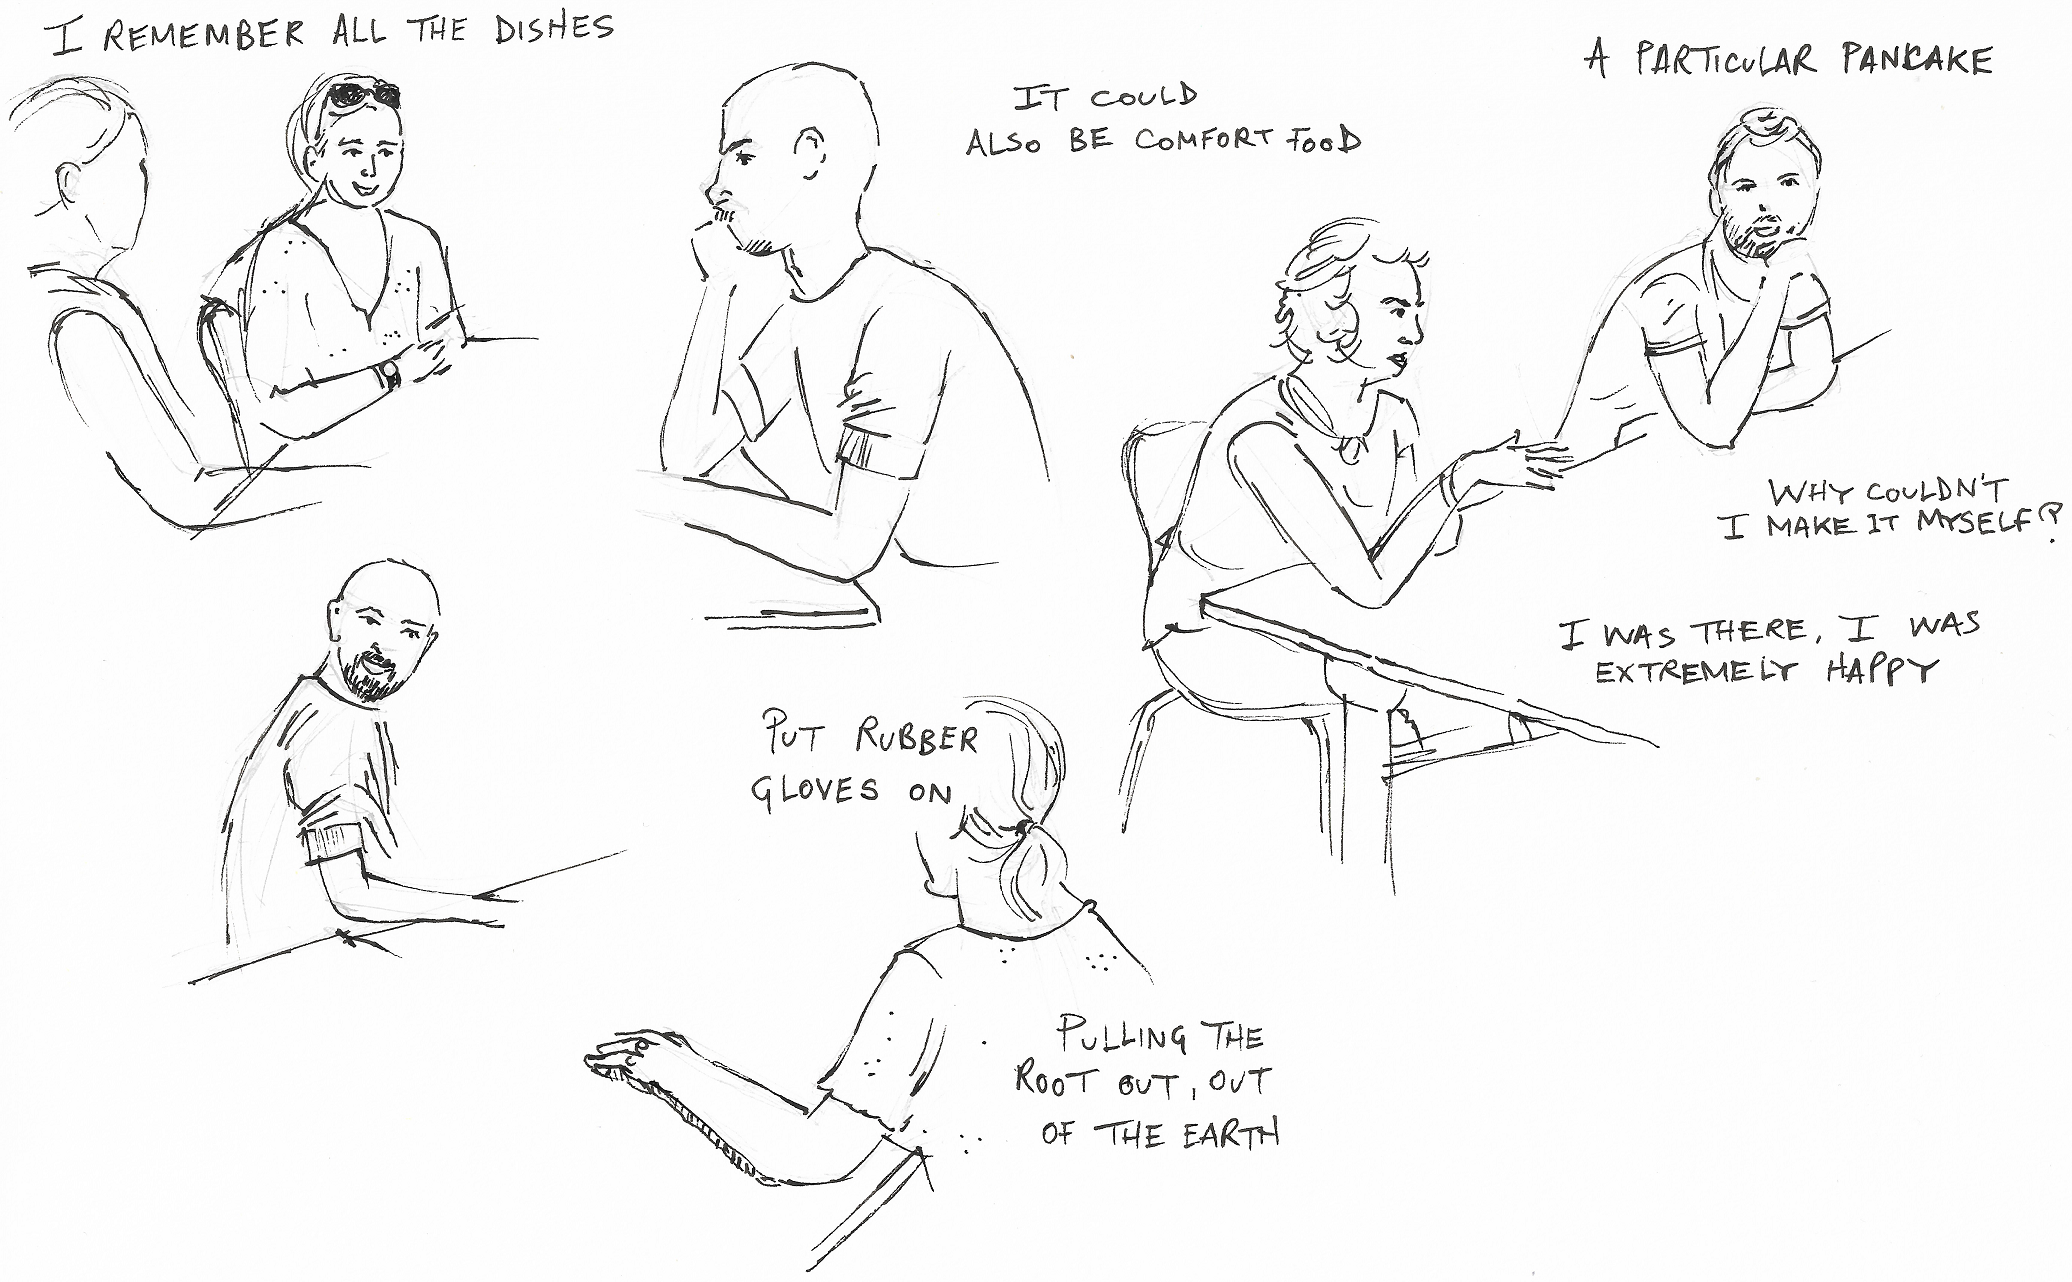 I REMEMBER ALL THE DISHES
IT COULD
ALSO BE COMFORT FOOD
A PARTICULAR PANCAKE
WHY COULDN'T
I MAKE IT MYSELF?
I WAS THERE, I WAS
EXTREMELY HAPPY
PUT RUBBER
GLOVES ON
PULLING THE
ROOT OUT, OUT
OF THE EARTH